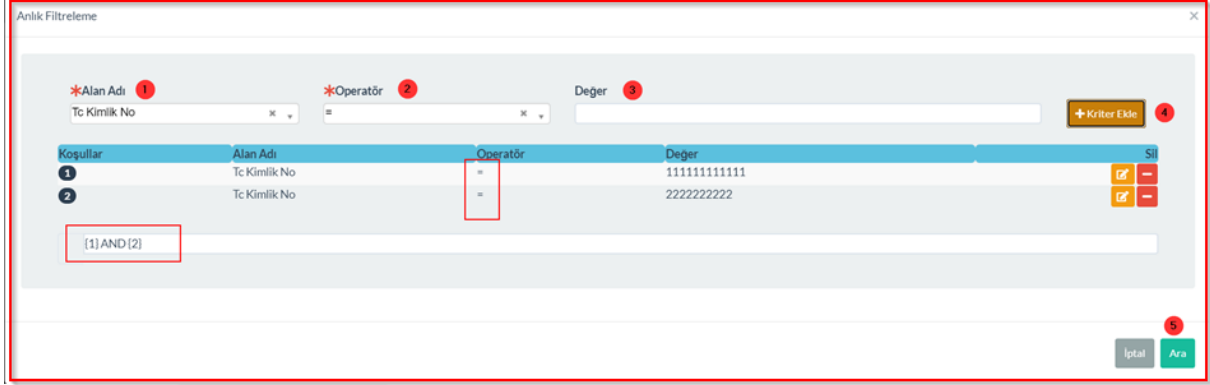 Anlık Filtreleme ×
*Alan Adı 1 *Operatör 2 Değer 3
Tc Kimlik No × = × + Kriter Ekle 4
Koşullar Alan Adı Operatör Değer Sil
1 Tc Kimlik No = 111111111111
2 Tc Kimlik No = 2222222222
{1} AND {2}
5
İptal Ara